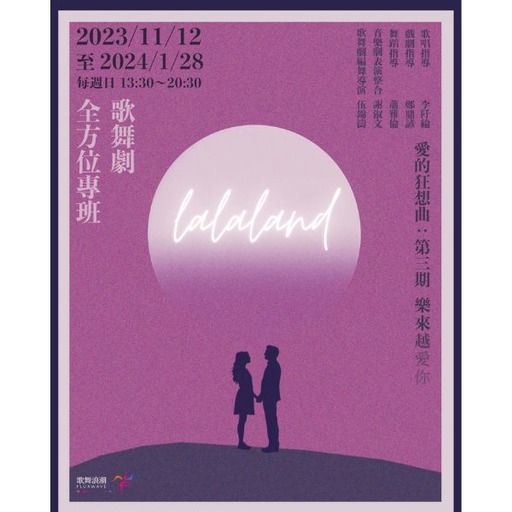 2023/11/12
至 2024/1/28
每週日 13:30~20:30
歌舞劇
全方位專班
歌唱指導 李阡綸
戲劇指導 鄭慕諺
舞蹈指導 蕭雅倫
音樂劇表演整合 謝淑文
歌舞劇編舞導演 伍錦濤
愛的狂想曲:第三期 樂來越愛你
lalaland
歌舞浪潮